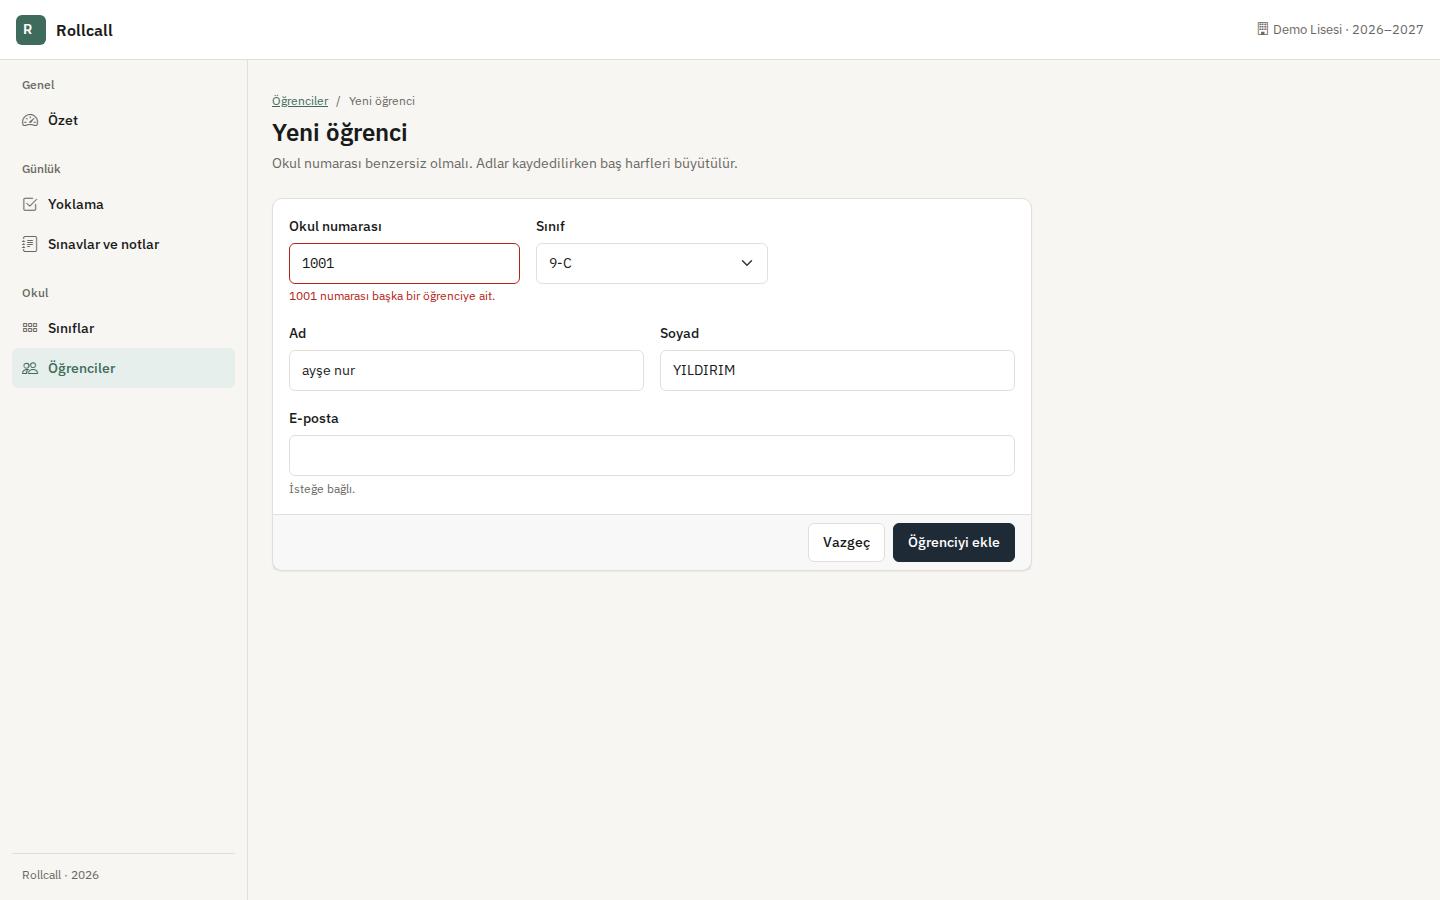 R
Rollcall
Demo Lisesi · 2026–2027
Genel
Özet
Günlük
Yoklama
Sınavlar ve notlar
Okul
Sınıflar
Öğrenciler
Rollcall · 2026
Öğrenciler / Yeni öğrenci
Yeni öğrenci
Okul numarası benzersiz olmalı. Adlar kaydedilirken baş harfleri büyütülür.
Okul numarası
Sınıf
1001
9-C
1001 numarası başka bir öğrenciye ait.
Ad
Soyad
ayşe nur
YILDIRIM
E-posta
İsteğe bağlı.
Vazgeç
Öğrenciyi ekle